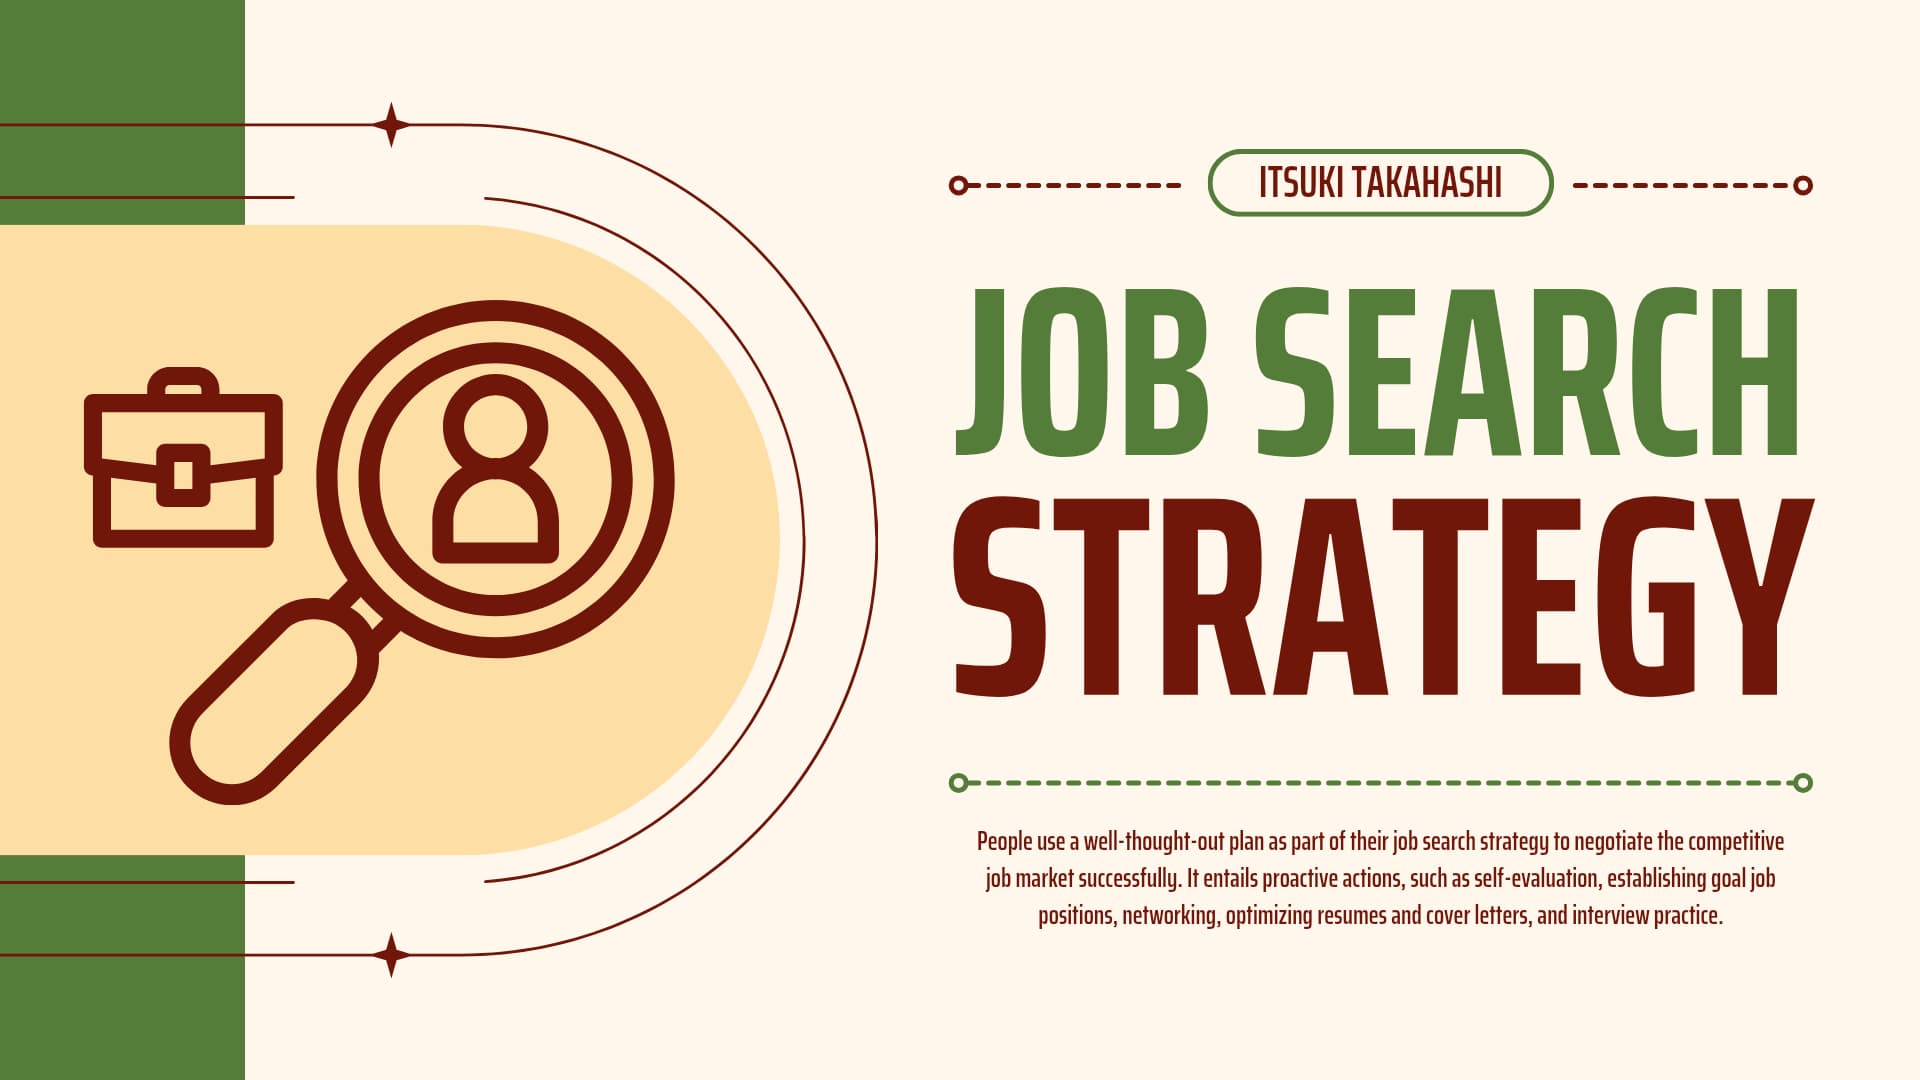 ITSUKI TAKAHASHI
JOB SEARCH
STRATEGY
People use a well-thought-out plan as part of their job search strategy to negotiate the competitive
job market successfully. It entails proactive actions, such as self-evaluation, establishing goal job
positions, networking, optimizing resumes and cover letters, and interview practice.